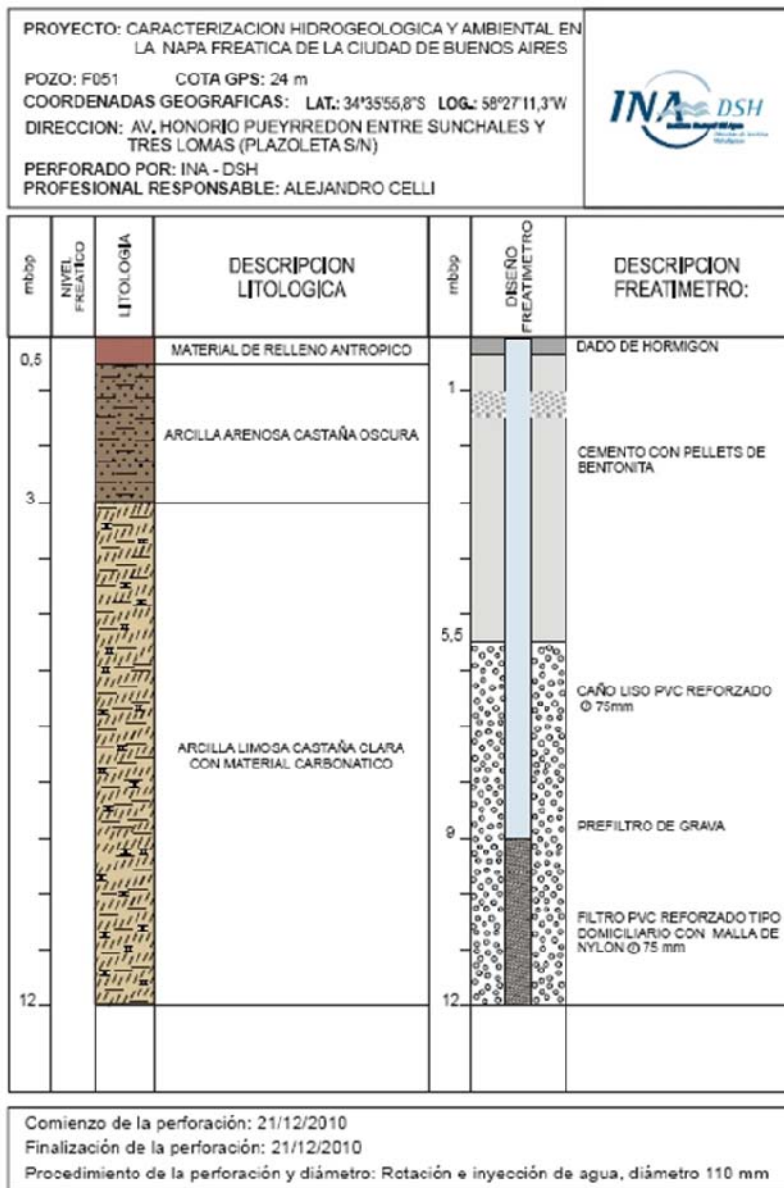 PROYECTO: CARACTERIZACION HIDROGEOLOGICA Y AMBIENTAL EN
LA NAPA FREATICA DE LA CIUDAD DE BUENOS AIRES
POZO: F051 COTA GPS: 24 m
COORDENADAS GEOGRAFICAS: LAT.: 34°35'55,8"S LOG.: 58°27'11,3"W
DIRECCION: AV. HONORIO PUEYRREDON ENTRE SUNCHALES Y
TRES LOMAS (PLAZOLETA S/N)
PERFORADO POR: INA - DSH
PROFESIONAL RESPONSABLE: ALEJANDRO CELLI
INA DSH
mbbp
NIVEL
FREATICO
LITOLOGÍA
DESCRIPCION
LITOLOGICA
mbbp
DISEÑO
FREATIMETRO
DESCRIPCION
FREATIMETRO:
0,5
MATERIAL DE RELLENO ANTROPICO
DADO DE HORMIGON
1
ARCILLA ARENOSA CASTAÑA OSCURA
CEMENTO CON PELLETS DE
BENTONITA
3
5,5
CAÑO LISO PVC REFORZADO
∅ 75mm
ARCILLA LIMOSA CASTAÑA CLARA
CON MATERIAL CARBONATICO
9
PREFILTRO DE GRAVA
FILTRO PVC REFORZADO TIPO
DOMICILIARIO CON MALLA DE
NYLON ∅ 75 mm
12
12
Comienzo de la perforación: 21/12/2010
Finalización de la perforación: 21/12/2010
Procedimiento de la perforación y diámetro: Rotación e inyección de agua, diámetro 110 mm